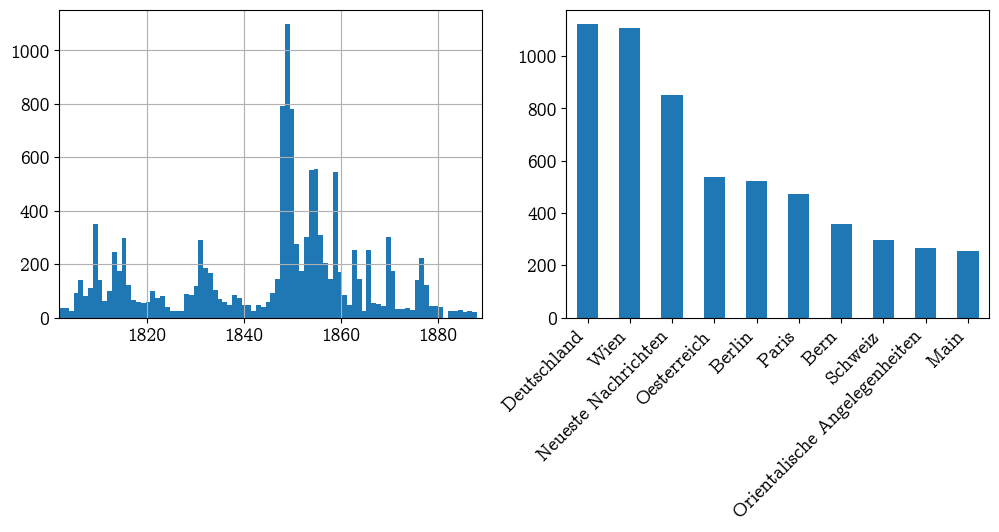 1000
800
600
400
200
0
1820 1840 1860 1880
1000
800
600
400
200
0
Deutschland
Wien
Neueste Nachrichten
Oesterreich
Berlin
Paris
Bern
Schweiz
Orientalische Angelegenheiten
Main